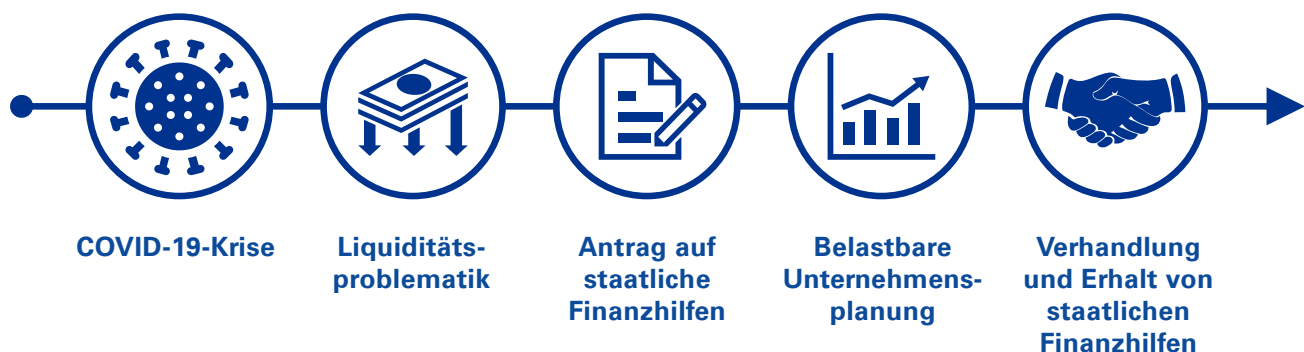 COVID-19-Krise
Liquiditäts-
problematik
Antrag auf
staatliche
Finanzhilfen
Belastbare
Unternehmens-
planung
Verhandlung
und Erhalt von
staatlichen
Finanzhilfen